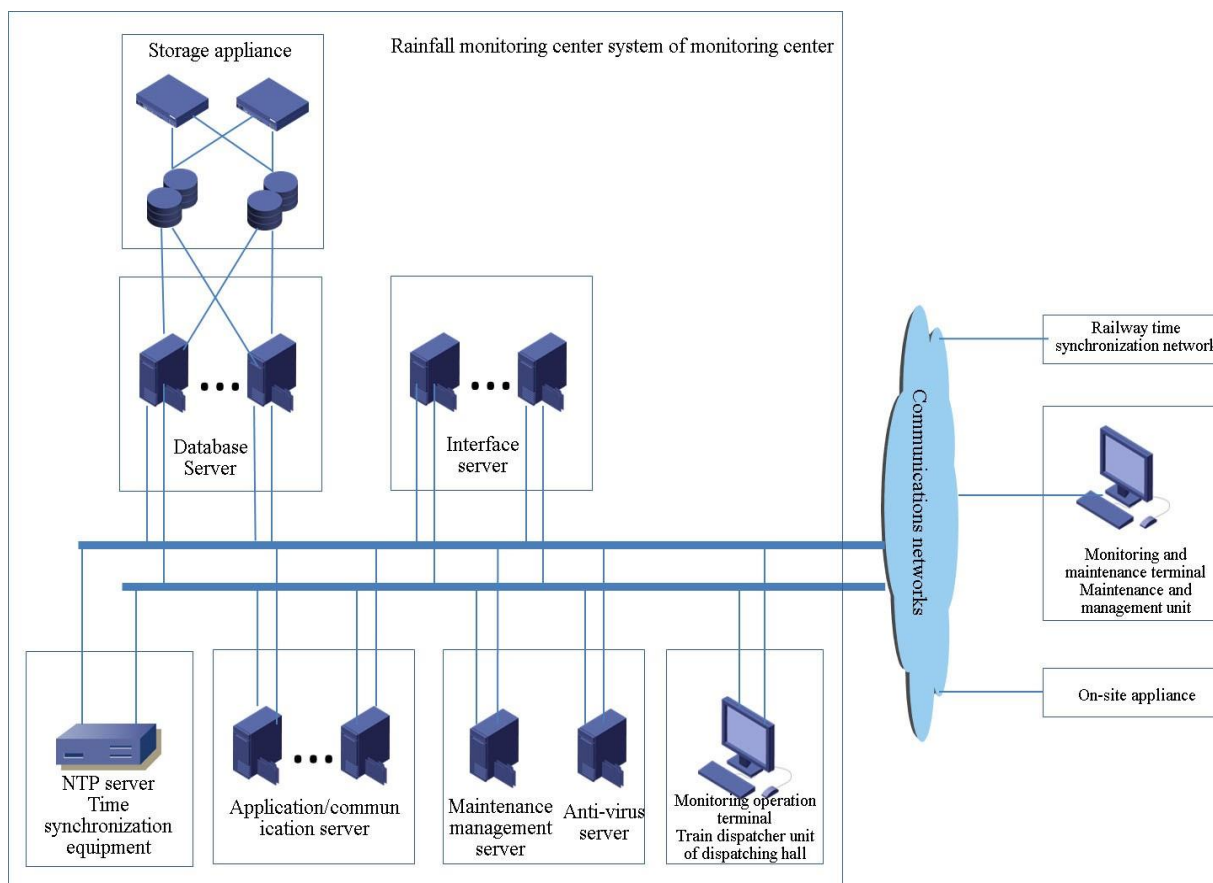 Storage appliance
Rainfall monitoring center system of monitoring center
Database
Server
Interface
server
Communications networks
Railway time
synchronization network
Monitoring and
maintenance terminal
Maintenance and
management unit
On-site appliance
NTP server
Time
synchronization
equipment
Application/commun
ication server
Maintenance
management
server
Anti-virus
server
Monitoring operation
terminal
Train dispatcher unit
of dispatching hall